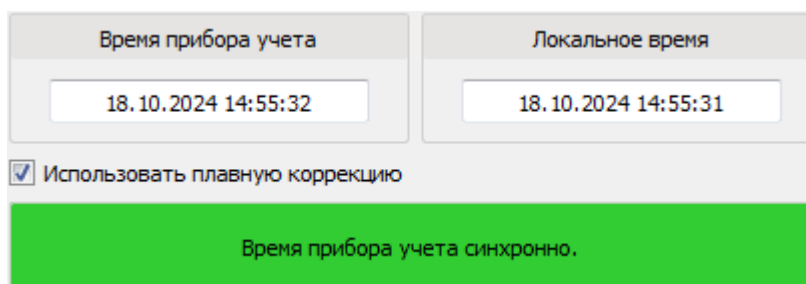 Время прибора учета
Локальное время
18.10.2024 14:55:32
18.10.2024 14:55:31
Использовать плавную коррекцию
Время прибора учета синхронно.